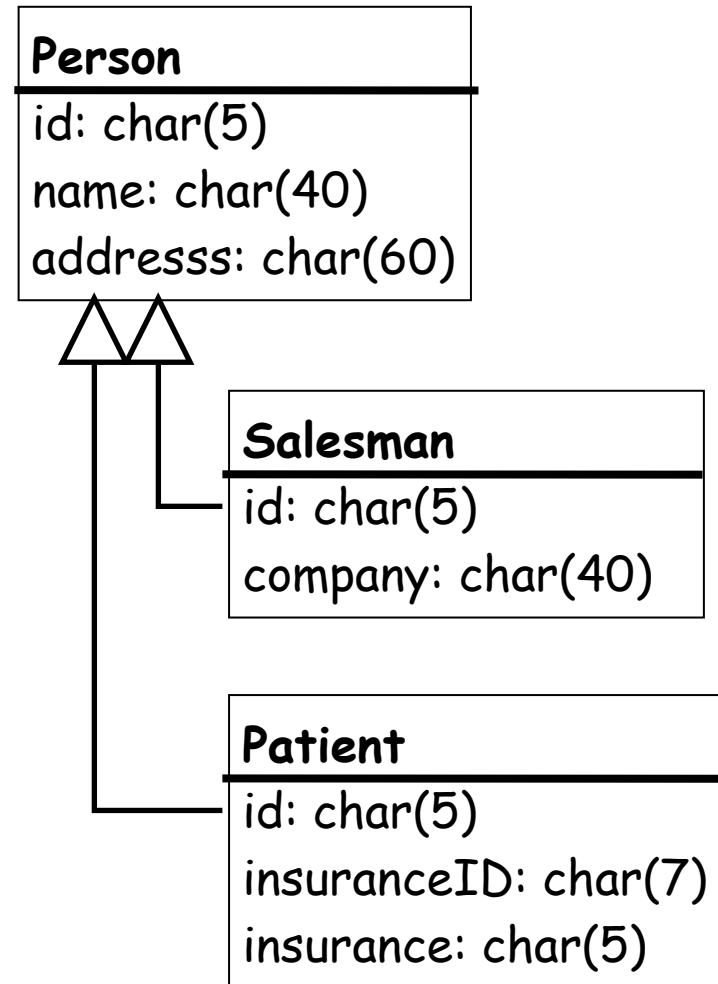 Person
id: char(5)
name: char(40)
addresss: char(60)
Salesman
id: char(5)
company: char(40)
Patient
id: char(5)
insuranceID: char(7)
insurance: char(5)